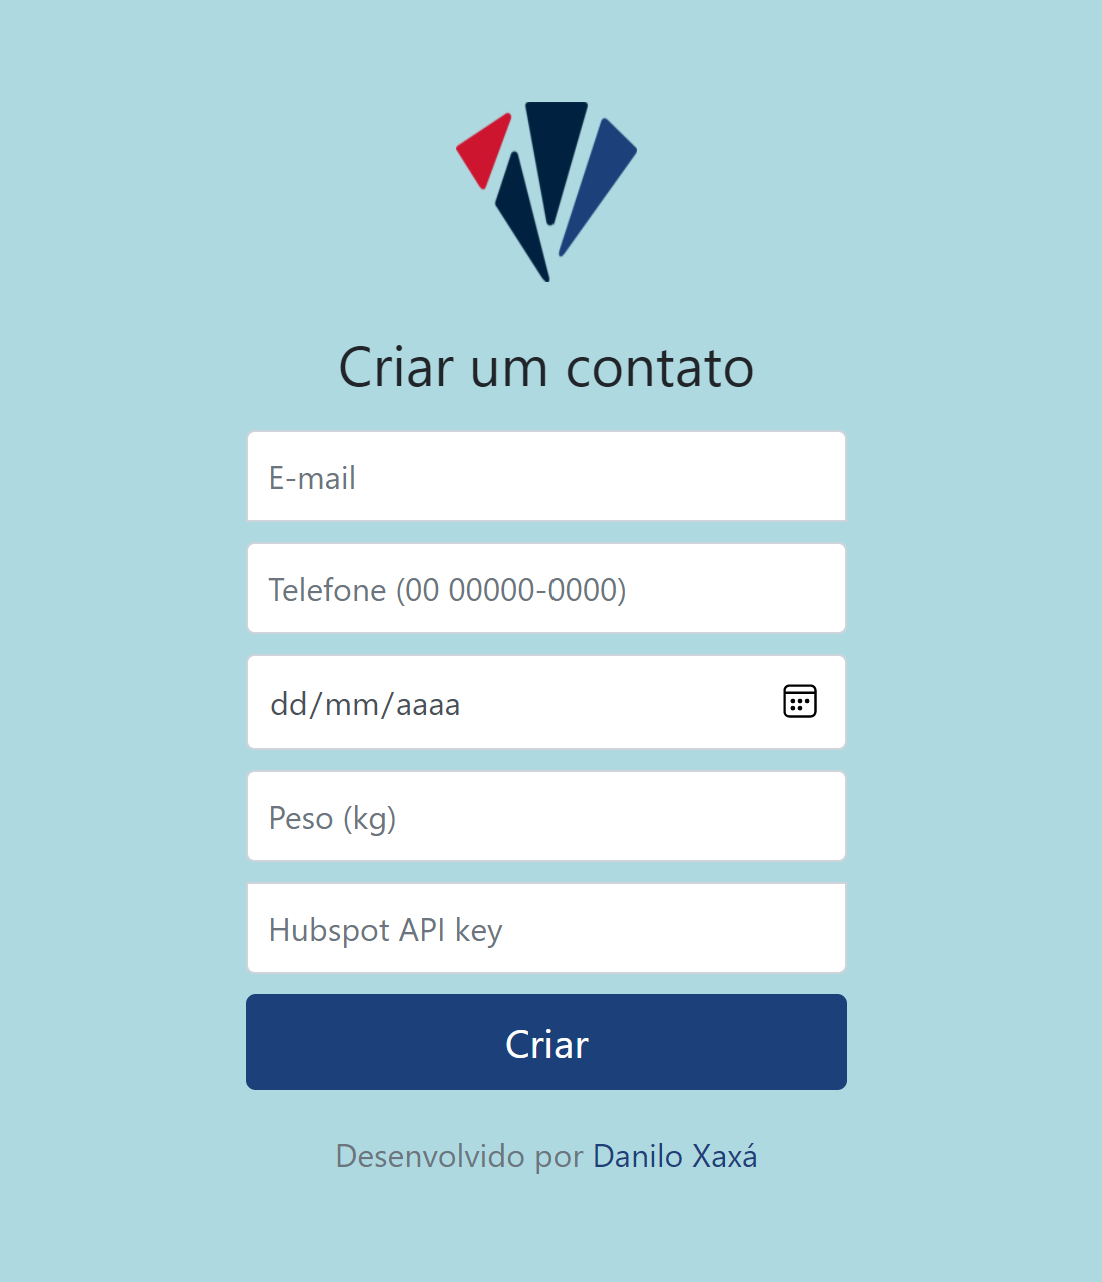 Criar um contato
E-mail
Telefone (00 00000-0000)
dd/mm/aaaa
Peso (kg)
Hubspot API key
Criar
Desenvolvido por Danilo Xaxá